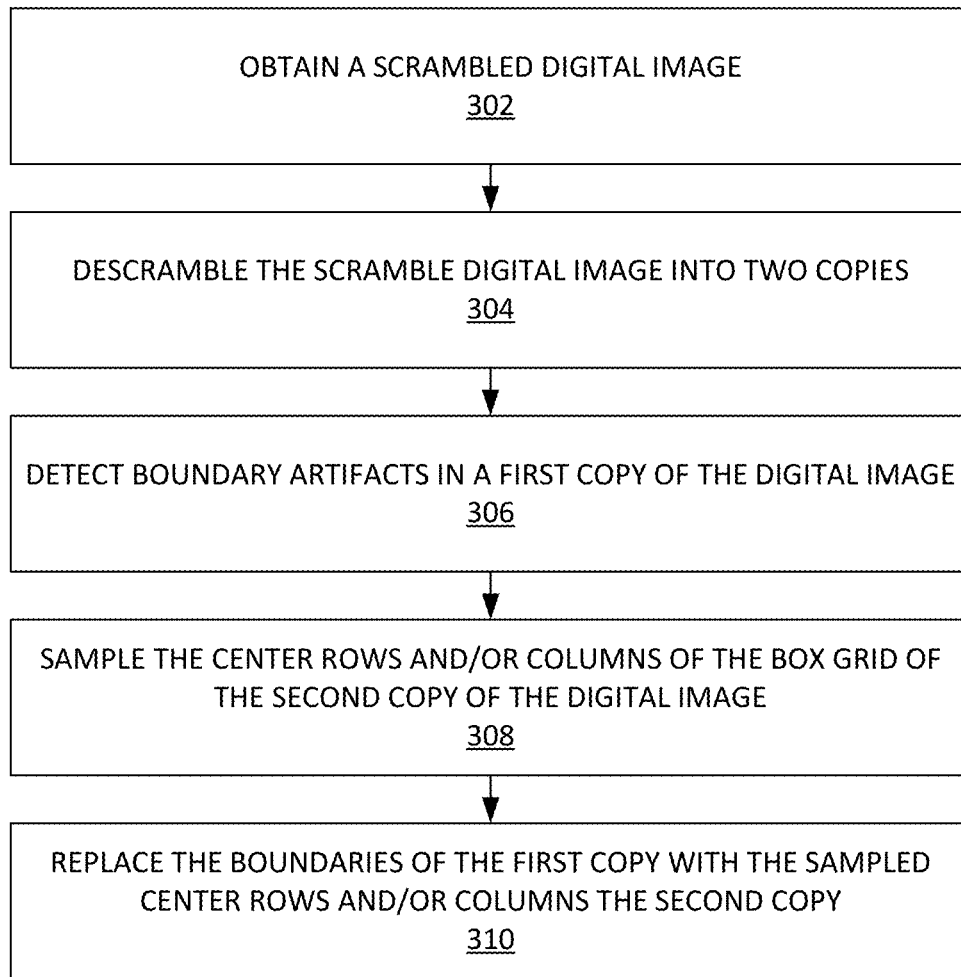 OBTAIN A SCRAMBLED DIGITAL IMAGE
302
DESCRAMBLE THE SCRAMBLE DIGITAL IMAGE INTO TWO COPIES
304
DETECT BOUNDARY ARTIFACTS IN A FIRST COPY OF THE DIGITAL IMAGE
306
SAMPLE THE CENTER ROWS AND/OR COLUMNS OF THE BOX GRID OF
THE SECOND COPY OF THE DIGITAL IMAGE
308
REPLACE THE BOUNDARIES OF THE FIRST COPY WITH THE SAMPLED
CENTER ROWS AND/OR COLUMNS THE SECOND COPY
310